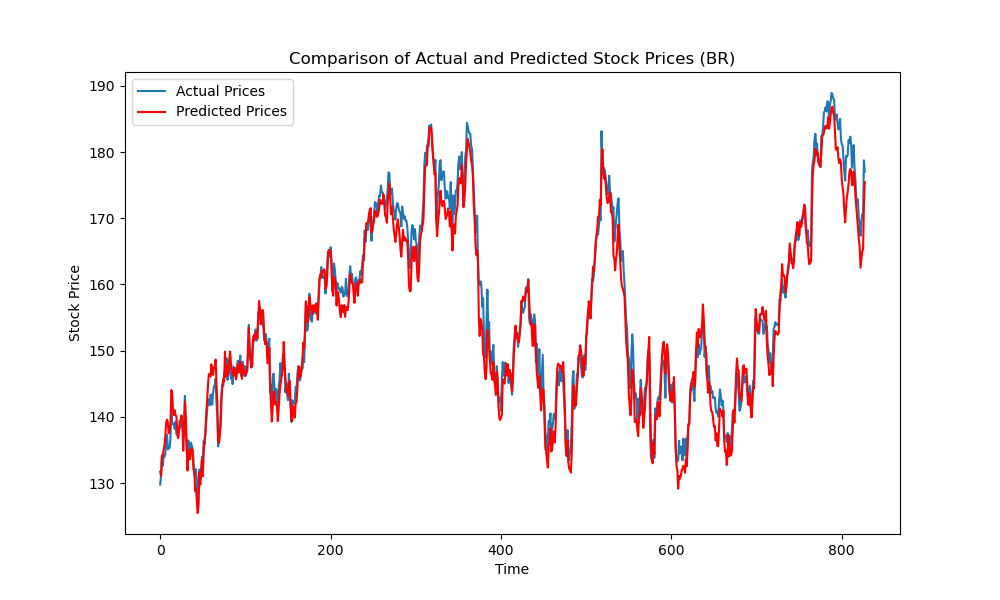 Comparison of Actual and Predicted Stock Prices (BR)
Actual Prices
Predicted Prices
Stock Price
190
180
170
160
150
140
130
0 200 400 600 800
Time